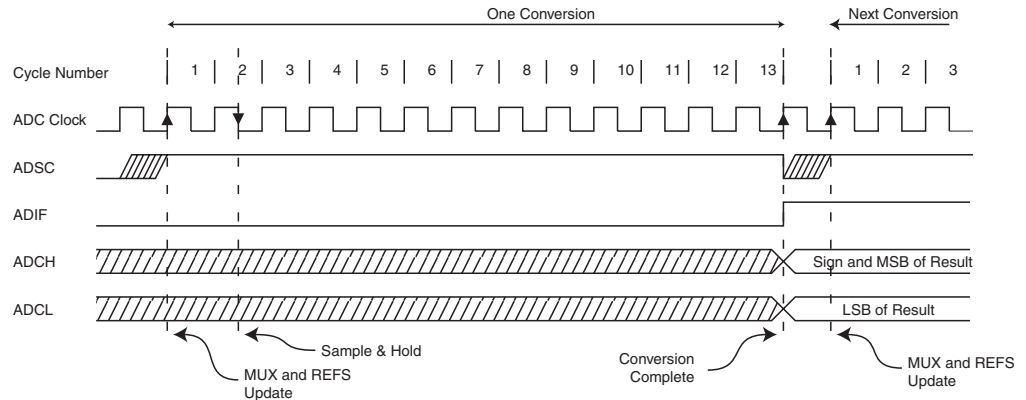 One Conversion Next Conversion
Cycle Number 1 2 3 4 5 6 7 8 9 10 11 12 13 1 2 3
ADC Clock
ADSC
ADIF
ADCH Sign and MSB of Result
ADCL LSB of Result
MUX and REFS
Update
Sample & Hold
Conversion
Complete
MUX and REFS
Update